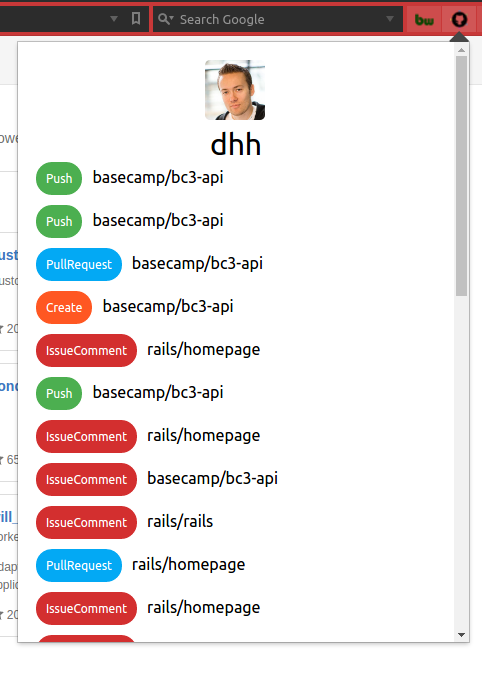 Search Google
bw
dhh
Push basecamp/bc3-api
Push basecamp/bc3-api
PullRequest basecamp/bc3-api
Create basecamp/bc3-api
IssueComment rails/homepage
Push basecamp/bc3-api
IssueComment rails/homepage
IssueComment basecamp/bc3-api
IssueComment rails/rails
PullRequest rails/homepage
IssueComment rails/homepage